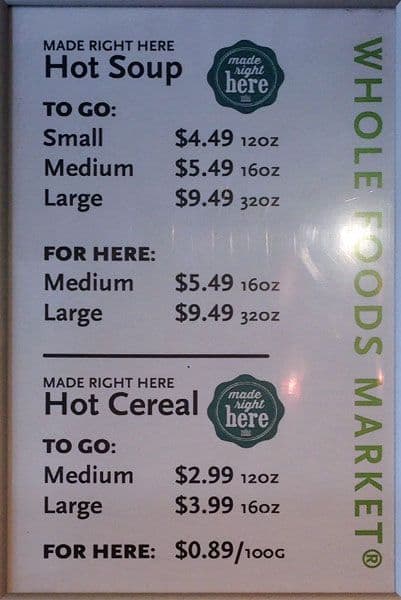 MADE RIGHT HERE
Hot Soup
made
right
here
TO GO:
Small $4.49 12OZ
Medium $5.49 16OZ
Large $9.49 32OZ
FOR HERE:
Medium $5.49 16OZ
Large $9.49 32OZ
MADE RIGHT HERE
Hot Cereal
made
right
here
TO GO:
Medium $2.99 12OZ
Large $3.99 16OZ
FOR HERE: $0.89/100G
WHOLE FOODS MARKET®